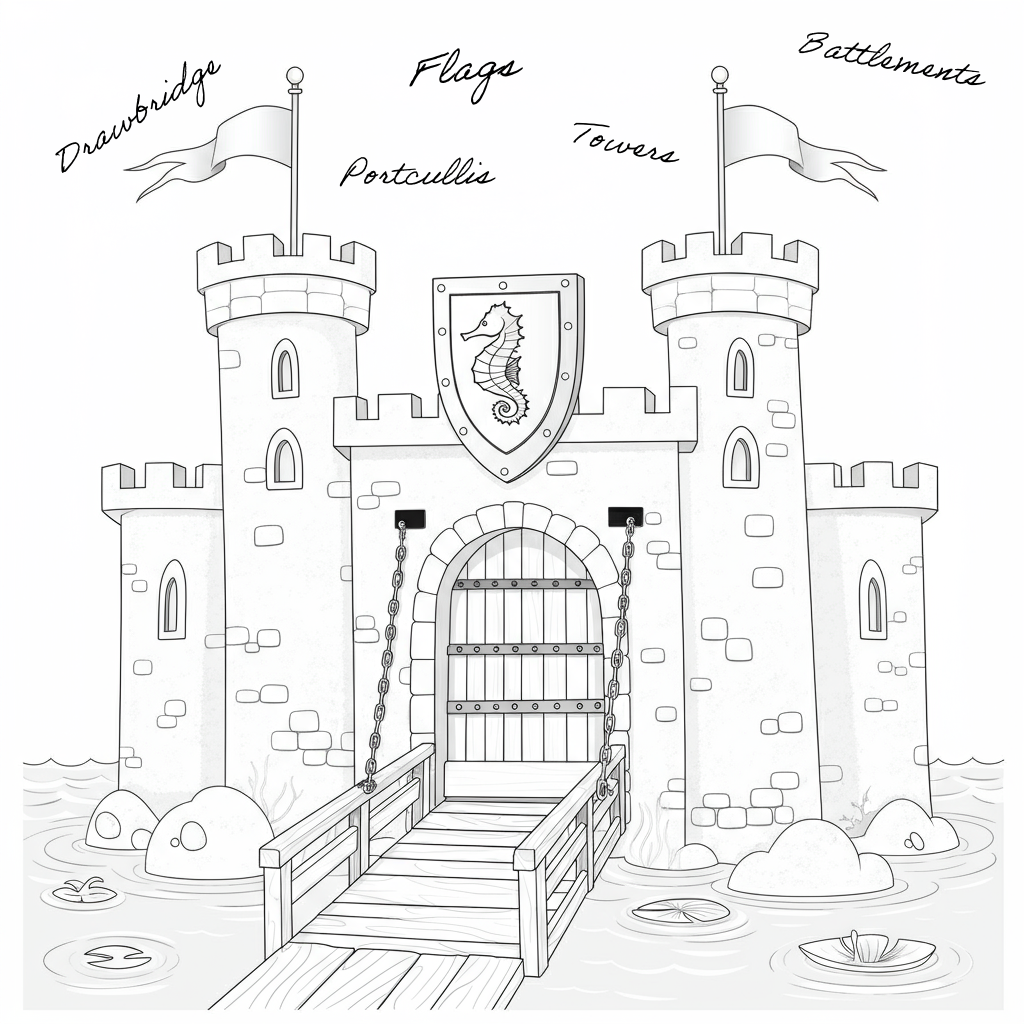 Drawbridge
Flags
Battlements
Portcullis
Towers